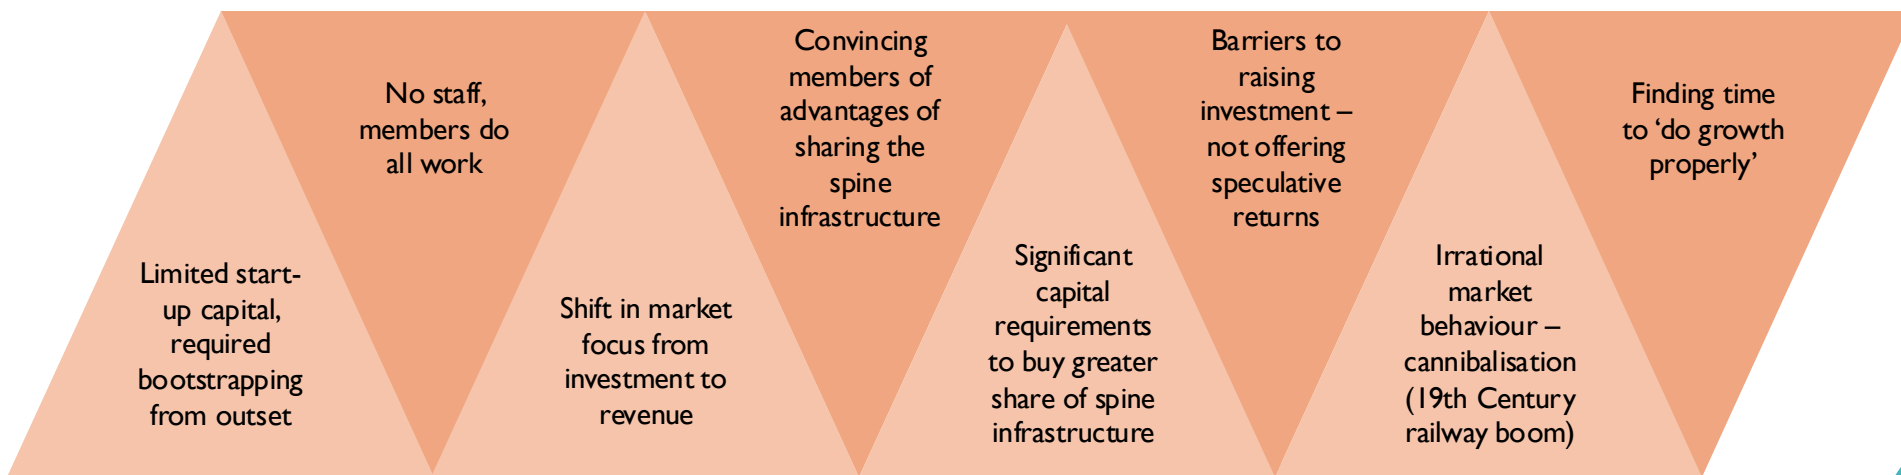 Limited start-
up capital,
required
bootstrapping
from outset
No staff,
members do
all work
Shift in market
focus from
investment to
revenue
Convincing
members of
advantages of
sharing the
spine
infrastructure
Significant
capital
requirements
to buy greater
share of spine
infrastructure
Barriers to
raising
investment –
not offering
speculative
returns
Irrational
market
behaviour –
cannibalisation
(19th Century
railway boom)
Finding time
to ‘do growth
properly’